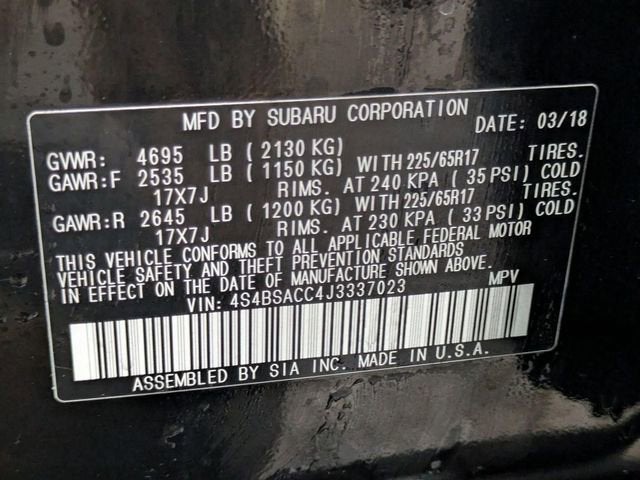 MFD BY SUBARU CORPORATION DATE: 03/18
GVWR: 4695 LB ( 2130 KG)
GAWR:F 2535 LB ( 1150 KG) WITH 225/65R17 TIRES.
17X7J RIMS. AT 240 KPA ( 35 PSI) COLD
GAWR:R 2645 LB ( 1200 KG) WITH 225/65R17 TIRES.
17X7J RIMS. AT 230 KPA ( 33 PSI) COLD
THIS VEHICLE CONFORMS TO ALL APPLICABLE FEDERAL MOTOR
VEHICLE SAFETY AND THEFT PREVENTION STANDARDS
IN EFFECT ON THE DATE OF MANUFACTURE SHOWN ABOVE.
VIN: 4S4BSACC4J3337023 MPV
ASSEMBLED BY SIA INC. MADE IN U.S.A.